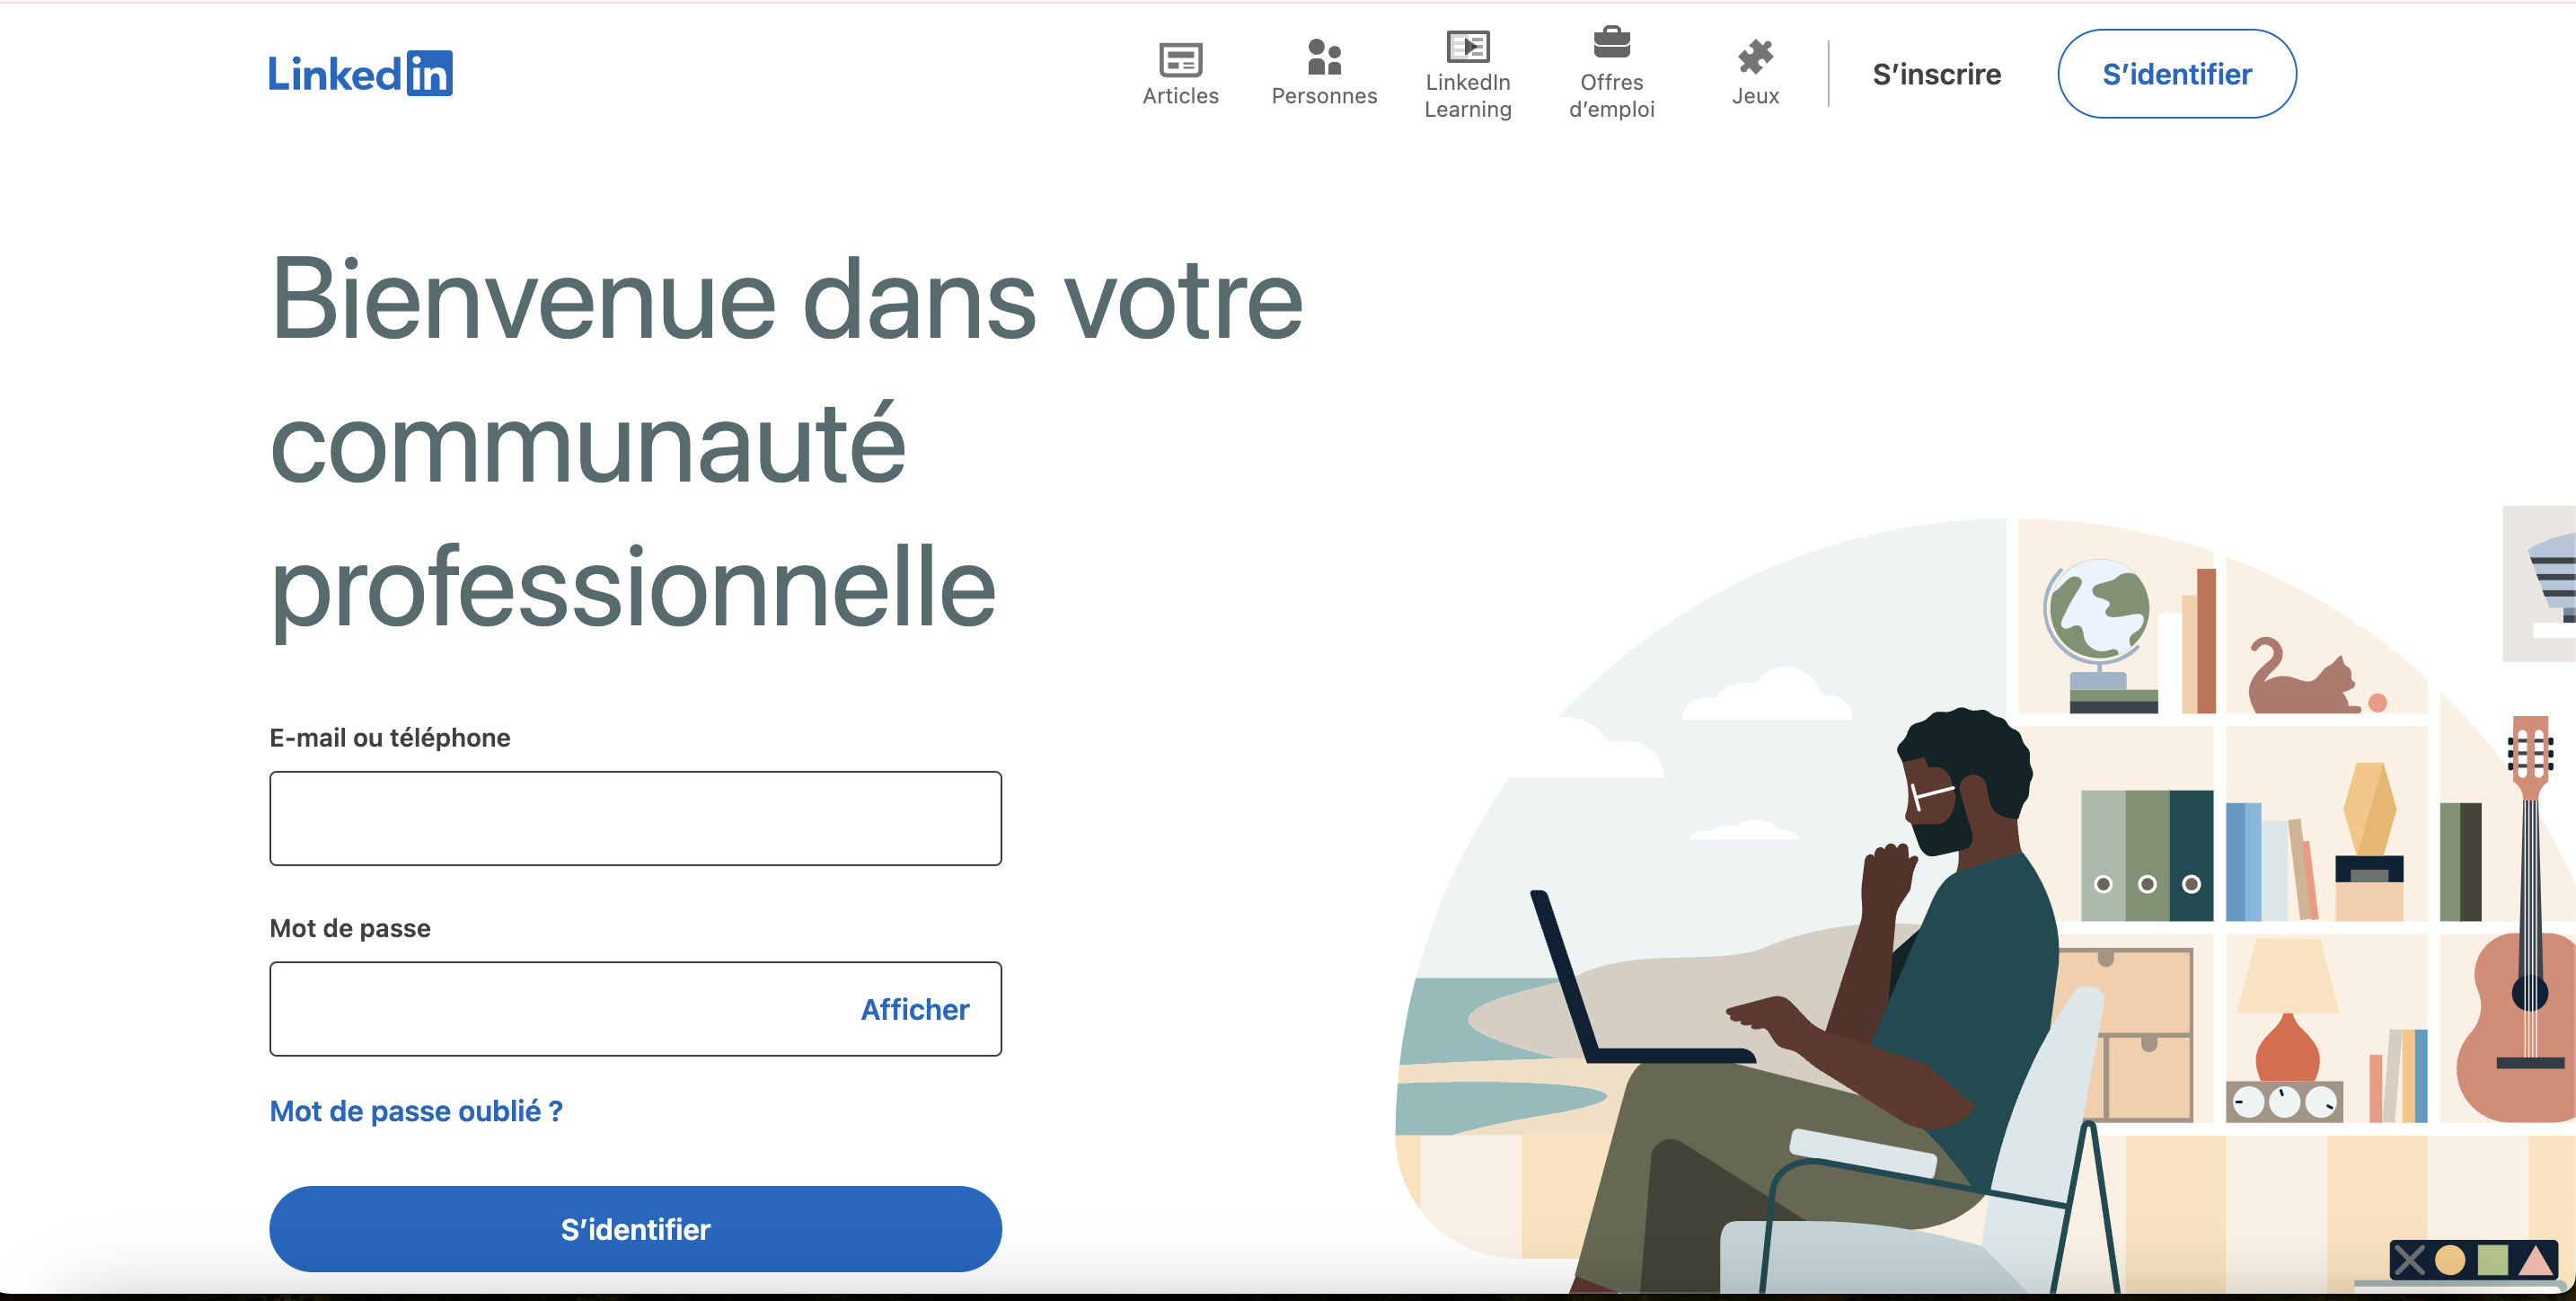 LinkedIn
Articles
Personnes
LinkedIn
Learning
Offres
d’emploi
Jeux
S’inscrire
S’identifier
Bienvenue dans votre
communauté
professionnelle
E-mail ou téléphone
Mot de passe
Afficher
Mot de passe oublié ?
S’identifier